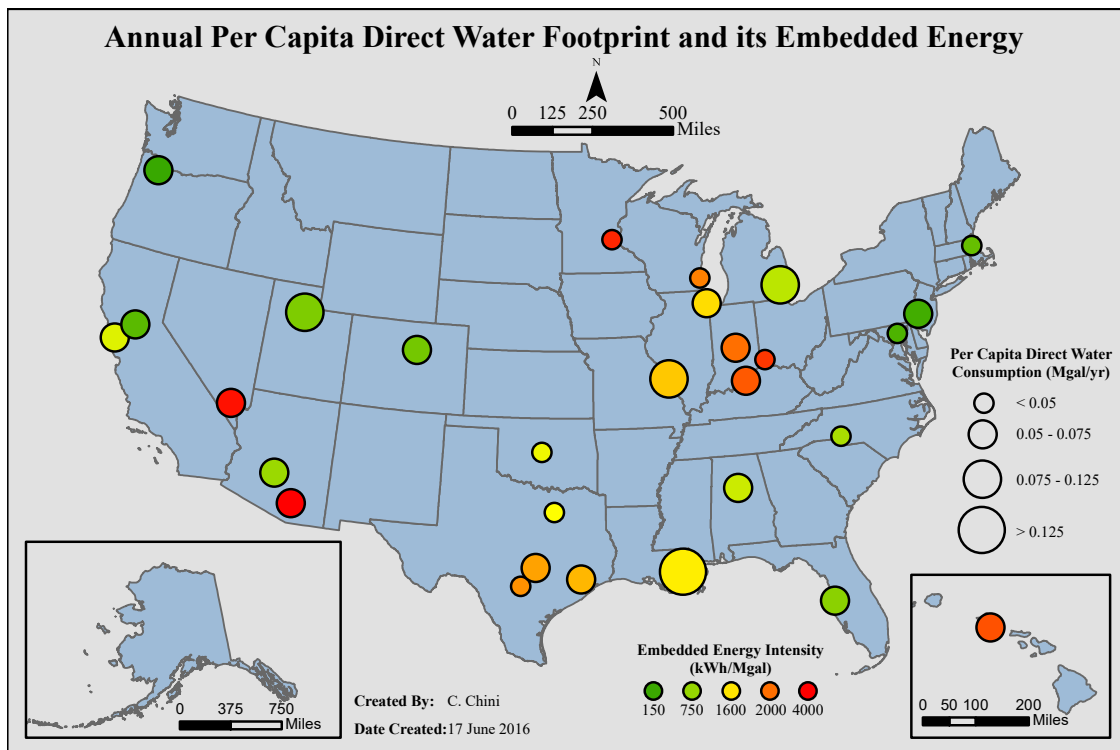 Annual Per Capita Direct Water Footprint and its Embedded Energy
N
0 125 250 500
Miles
Per Capita Direct Water
Consumption (Mgal/yr)
< 0.05
0.05 - 0.075
0.075 - 0.125
> 0.125
Embedded Energy Intensity
(kWh/Mgal)
150 750 1600 2000 4000
0 375 750
Miles
Created By: C. Chini
Date Created:17 June 2016
0 50 100 200
Miles